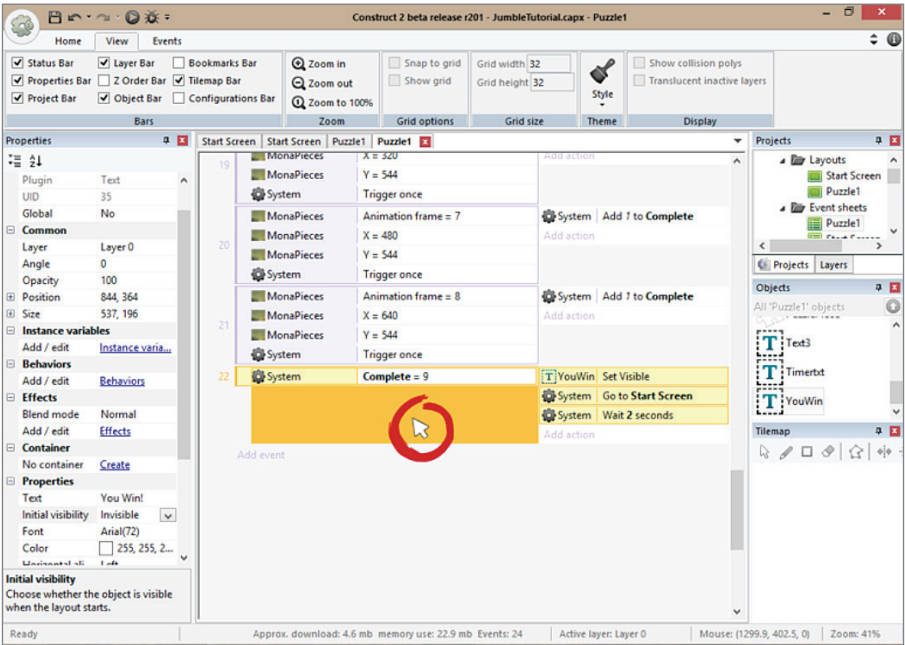 Construct 2 beta release r201 - JumbleTutorial.capx - Puzzle1
Home View Events
Status Bar Layer Bar Bookmarks Bar
Properties Bar Z Order Bar Tilemap Bar
Project Bar Object Bar Configurations Bar
Bars
Zoom in
Zoom out
Zoom to 100%
Zoom
Snap to grid
Show grid
Grid options
Grid width 32
Grid height 32
Grid size
Style
Theme
Show collision polys
Translucent inactive layers
Display
Properties
Plugin Text
UID 35
Global No
Common
Layer Layer 0
Angle 0
Opacity 100
Position 844, 364
Size 537, 196
Instance variables
Add / edit Instance varia...
Behaviors
Add / edit Behaviors
Effects
Blend mode Normal
Add / edit Effects
Container
No container Create
Properties
Text You Win!
Initial visibility Invisible
Font Arial(72)
Color 255, 255, 2...
Horizontal ali Left
Initial visibility
Choose whether the object is visible
when the layout starts.
Start Screen Start Screen Puzzle1 Puzzle1
19 MonaPieces X = 320 Add action
MonaPieces Y = 544
System Trigger once
MonaPieces Animation frame = 7 System Add 1 to Complete
MonaPieces X = 480 Add action
20 MonaPieces Y = 544
System Trigger once
MonaPieces Animation frame = 8 System Add 1 to Complete
MonaPieces X = 640 Add action
21 MonaPieces Y = 544
System Trigger once
22 System Complete = 9 T YouWin Set Visible
System Go to Start Screen
System Wait 2 seconds
Add action
Add event
Projects
Layouts
Start Screen
Puzzle1
Event sheets
Puzzle1
Start Screen
Projects Layers
Objects
All 'Puzzle1' objects
T Text3
T Timertxt
T YouWin
Tilemap
Ready Approx. download: 4.6 mb memory use: 22.9 mb Events: 24 Active layer: Layer 0 Mouse: (1299.9, 402.5, 0) Zoom: 41%